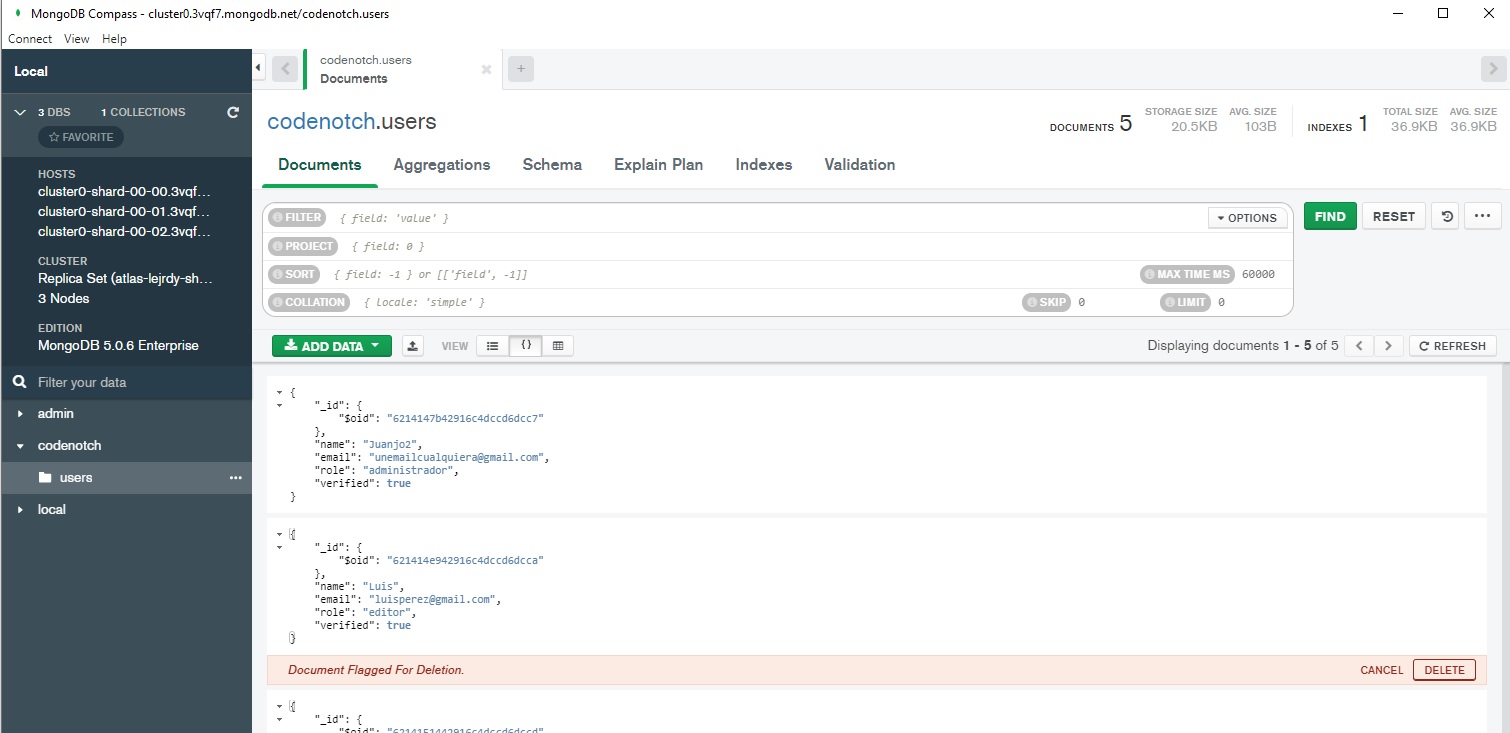 MongoDB Compass - cluster0.3vqf7.mongodb.net/codenotch.users
Connect View Help
Local
3 DBS 1 COLLECTIONS
FAVORITE
HOSTS
cluster0-shard-00-00.3vqf...
cluster0-shard-00-01.3vqf...
cluster0-shard-00-02.3vqf...
CLUSTER
Replica Set (atlas-lejrdy-sh...
3 Nodes
EDITION
MongoDB 5.0.6 Enterprise
Filter your data
admin
codenotch
users
local
codenotch.users
Documents
codenotch.users
DOCUMENTS 5 STORAGE SIZE 20.5KB AVG. SIZE 103B INDEXES 1 TOTAL SIZE 36.9KB AVG. SIZE 36.9KB
Documents Aggregations Schema Explain Plan Indexes Validation
FILTER { field: 'value' } OPTIONS FIND RESET
PROJECT { field: 0 }
SORT { field: -1 } or [['field', -1]] MAX TIME MS 60000
COLLATION { locale: 'simple' } SKIP 0 LIMIT 0
ADD DATA VIEW {} Displaying documents 1 - 5 of 5 REFRESH
{
"_id": {
"$oid": "6214147b42916c4dccd6dcc7"
},
"name": "Juanjo2",
"email": "unemailcualquiera@gmail.com",
"role": "administrador",
"verified": true
}
{
"_id": {
"$oid": "621414e942916c4dccd6dcca"
},
"name": "Luis",
"email": "luisperez@gmail.com",
"role": "editor",
"verified": true
}
Document Flagged For Deletion. CANCEL DELETE
{
"_id": {
"$oid": "6214151442916c4dccd6dccd"